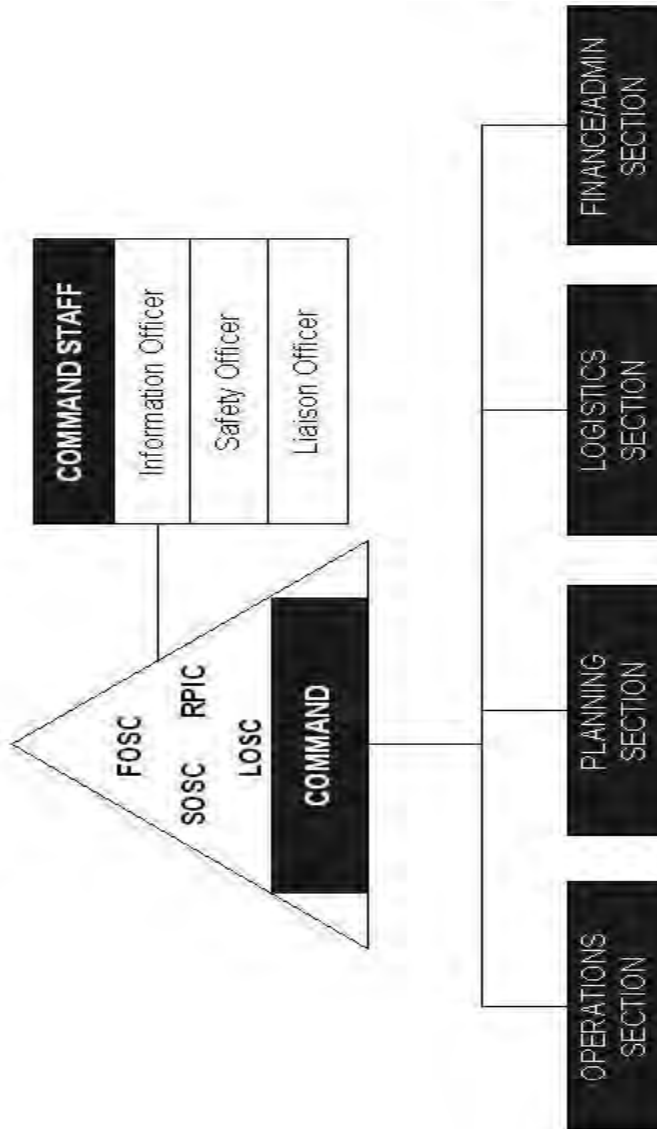 FOSC
SOSC RPIC
LOSC
COMMAND
COMMAND STAFF
Information Officer
Safety Officer
Liaison Officer
OPERATIONS
SECTION
PLANNING
SECTION
LOGISTICS
SECTION
FINANCE/ADMIN
SECTION